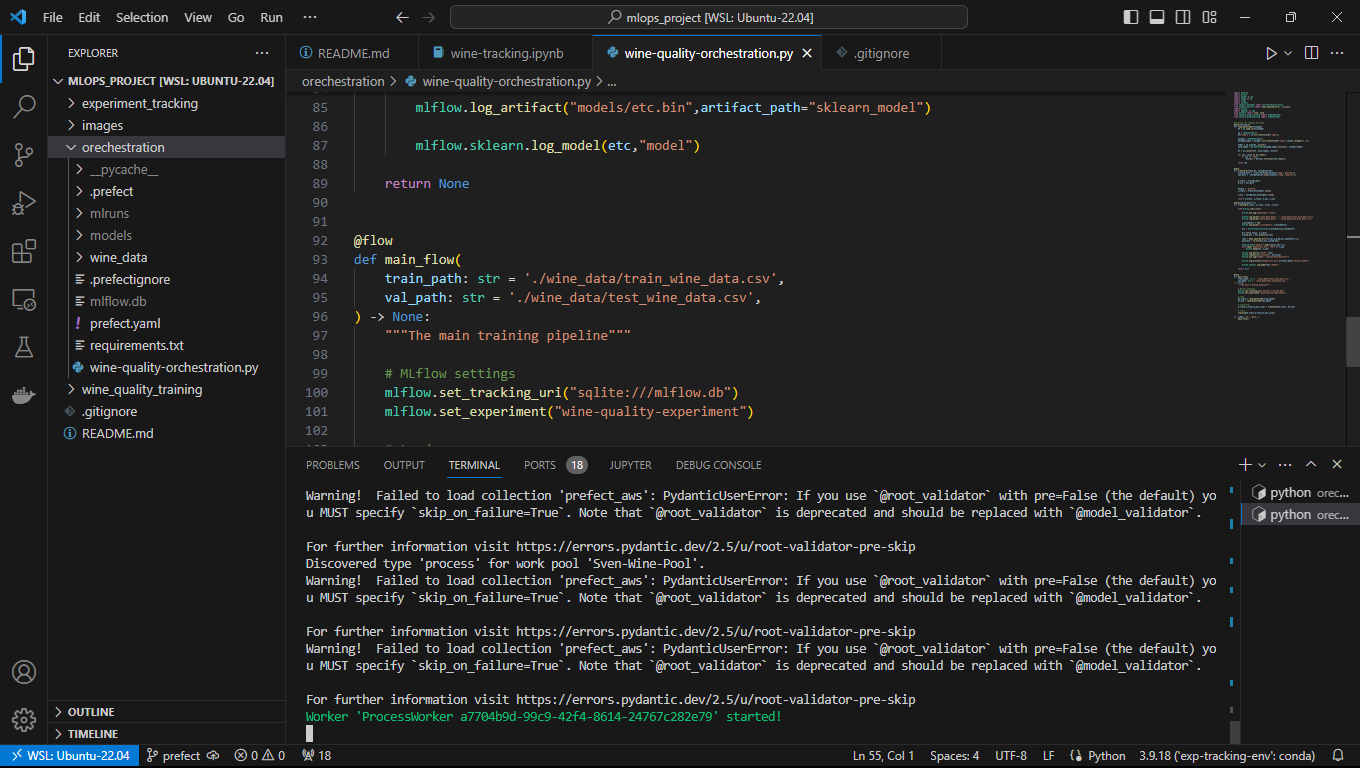 File Edit Selection View Go Run ···
mlops_project [WSL: Ubuntu-22.04]
EXPLORER
MLOPS_PROJECT [WSL: UBUNTU-22.04]
experiment_tracking
images
orechestration
__pycache__
.prefect
mlruns
models
wine_data
.prefectignore
mlflow.db
prefect.yaml
requirements.txt
wine-quality-orchestration.py
wine_quality_training
.gitignore
README.md
OUTLINE
TIMELINE
README.md wine-tracking.ipynb wine-quality-orchestration.py .gitignore
orechestration > wine-quality-orchestration.py > ...
85 mlflow.log_artifact("models/etc.bin",artifact_path="sklearn_model")
86
87 mlflow.sklearn.log_model(etc,"model")
88
89 return None
90
91
92 @flow
93 def main_flow(
94 train_path: str = './wine_data/train_wine_data.csv',
95 val_path: str = './wine_data/test_wine_data.csv',
96 ) -> None:
97 """The main training pipeline"""
98
99 # MLflow settings
100 mlflow.set_tracking_uri("sqlite:///mlflow.db")
101 mlflow.set_experiment("wine-quality-experiment")
102
PROBLEMS OUTPUT TERMINAL PORTS 18 JUPYTER DEBUG CONSOLE
Warning!  Failed to load collection 'prefect_aws': PydanticUserError: If you use `@root_validator` with pre=False (the default) yo
u MUST specify `skip_on_failure=True`. Note that `@root_validator` is deprecated and should be replaced with `@model_validator`.
For further information visit https://errors.pydantic.dev/2.5/u/root-validator-pre-skip
Discovered type 'process' for work pool 'Sven-Wine-Pool'.
Warning!  Failed to load collection 'prefect_aws': PydanticUserError: If you use `@root_validator` with pre=False (the default) yo
u MUST specify `skip_on_failure=True`. Note that `@root_validator` is deprecated and should be replaced with `@model_validator`.
For further information visit https://errors.pydantic.dev/2.5/u/root-validator-pre-skip
Warning!  Failed to load collection 'prefect_aws': PydanticUserError: If you use `@root_validator` with pre=False (the default) yo
u MUST specify `skip_on_failure=True`. Note that `@root_validator` is deprecated and should be replaced with `@model_validator`.
For further information visit https://errors.pydantic.dev/2.5/u/root-validator-pre-skip
Worker 'ProcessWorker a7704b9d-99c9-42f4-8614-24767c282e79' started!
python orec...
python orec...
WSL: Ubuntu-22.04 prefect 0 0 18 Ln 55, Col 1 Spaces: 4 UTF-8 LF Python 3.9.18 ('exp-tracking-env': conda)